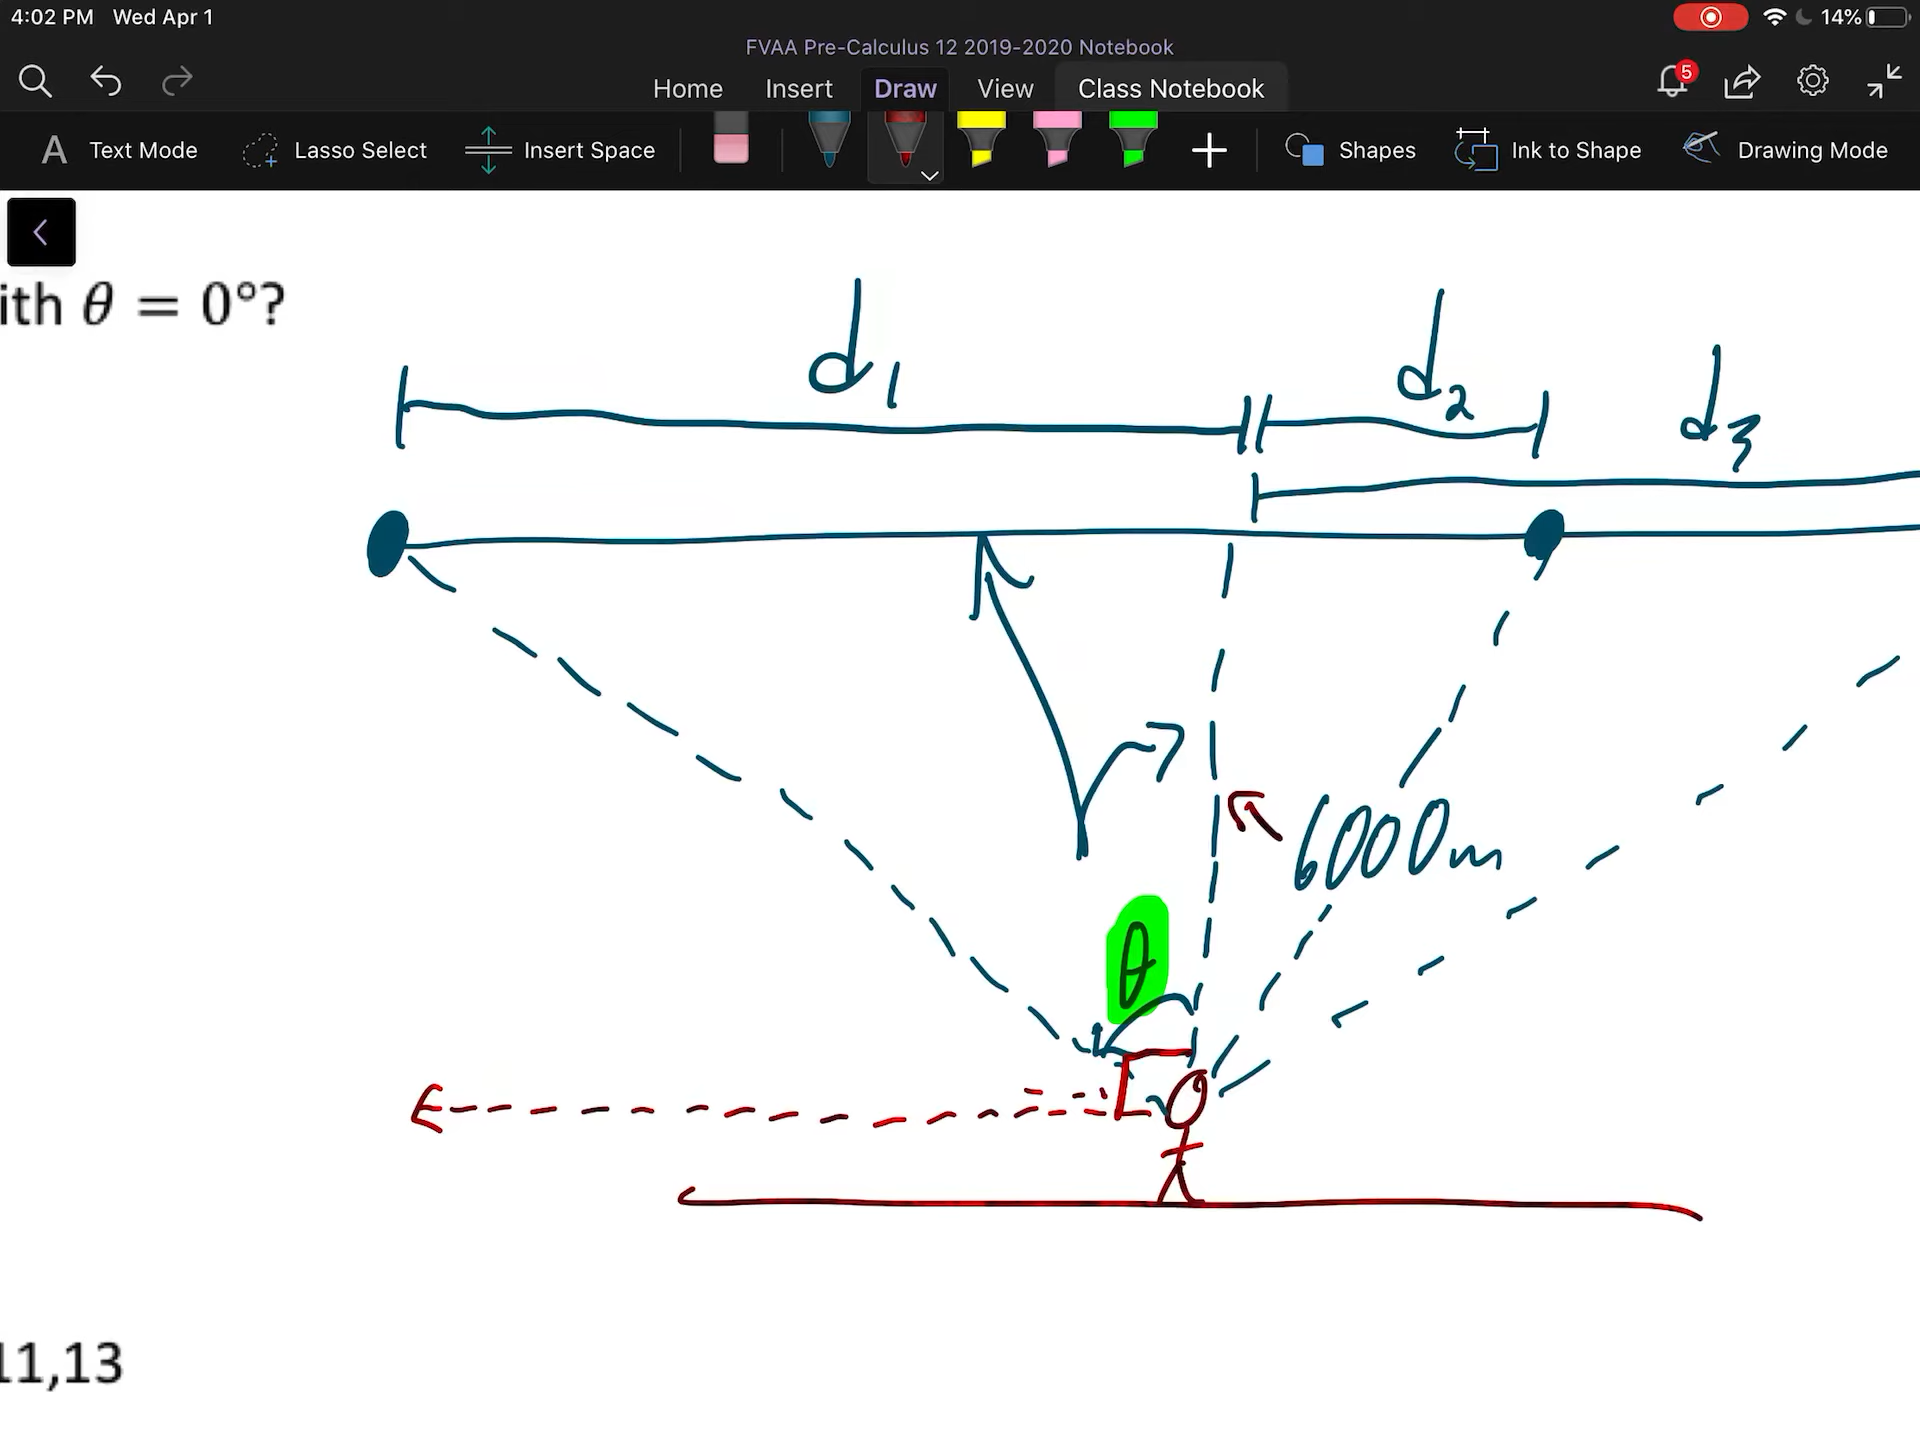 4:02 PM Wed Apr 1 14%
FVAA Pre-Calculus 12 2019-2020 Notebook
Home Insert Draw View Class Notebook 5
A Text Mode Lasso Select Insert Space Shapes Ink to Shape Drawing Mode
ith θ = 0°?
d1 d2 d3
6000m
θ
11,13